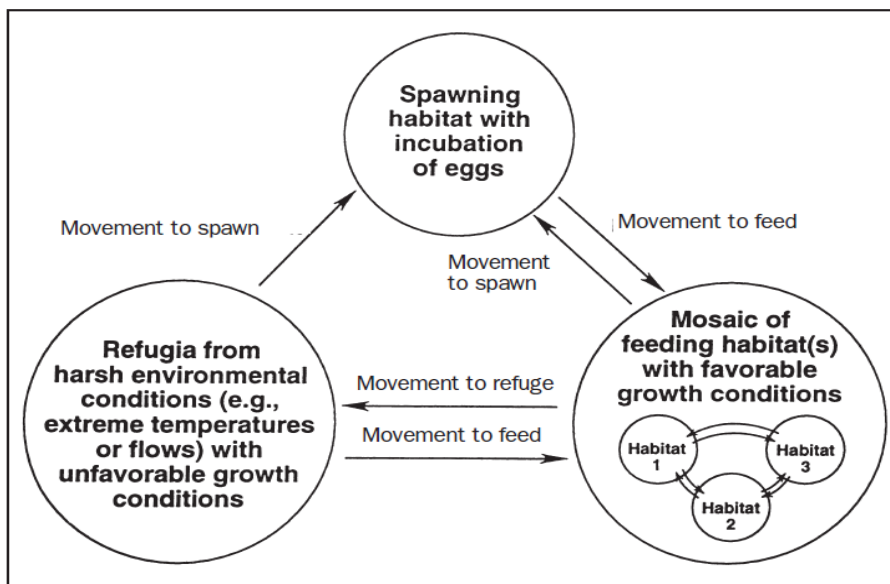 Spawning
habitat with
incubation
of eggs
Movement to spawn
Movement to feed
Movement
to spawn
Refugia from
harsh environmental
conditions (e.g.,
extreme temperatures
or flows) with
unfavorable growth
conditions
Movement to refuge
Movement to feed
Mosaic of
feeding habitat(s)
with favorable
growth conditions
Habitat
1
Habitat
3
Habitat
2